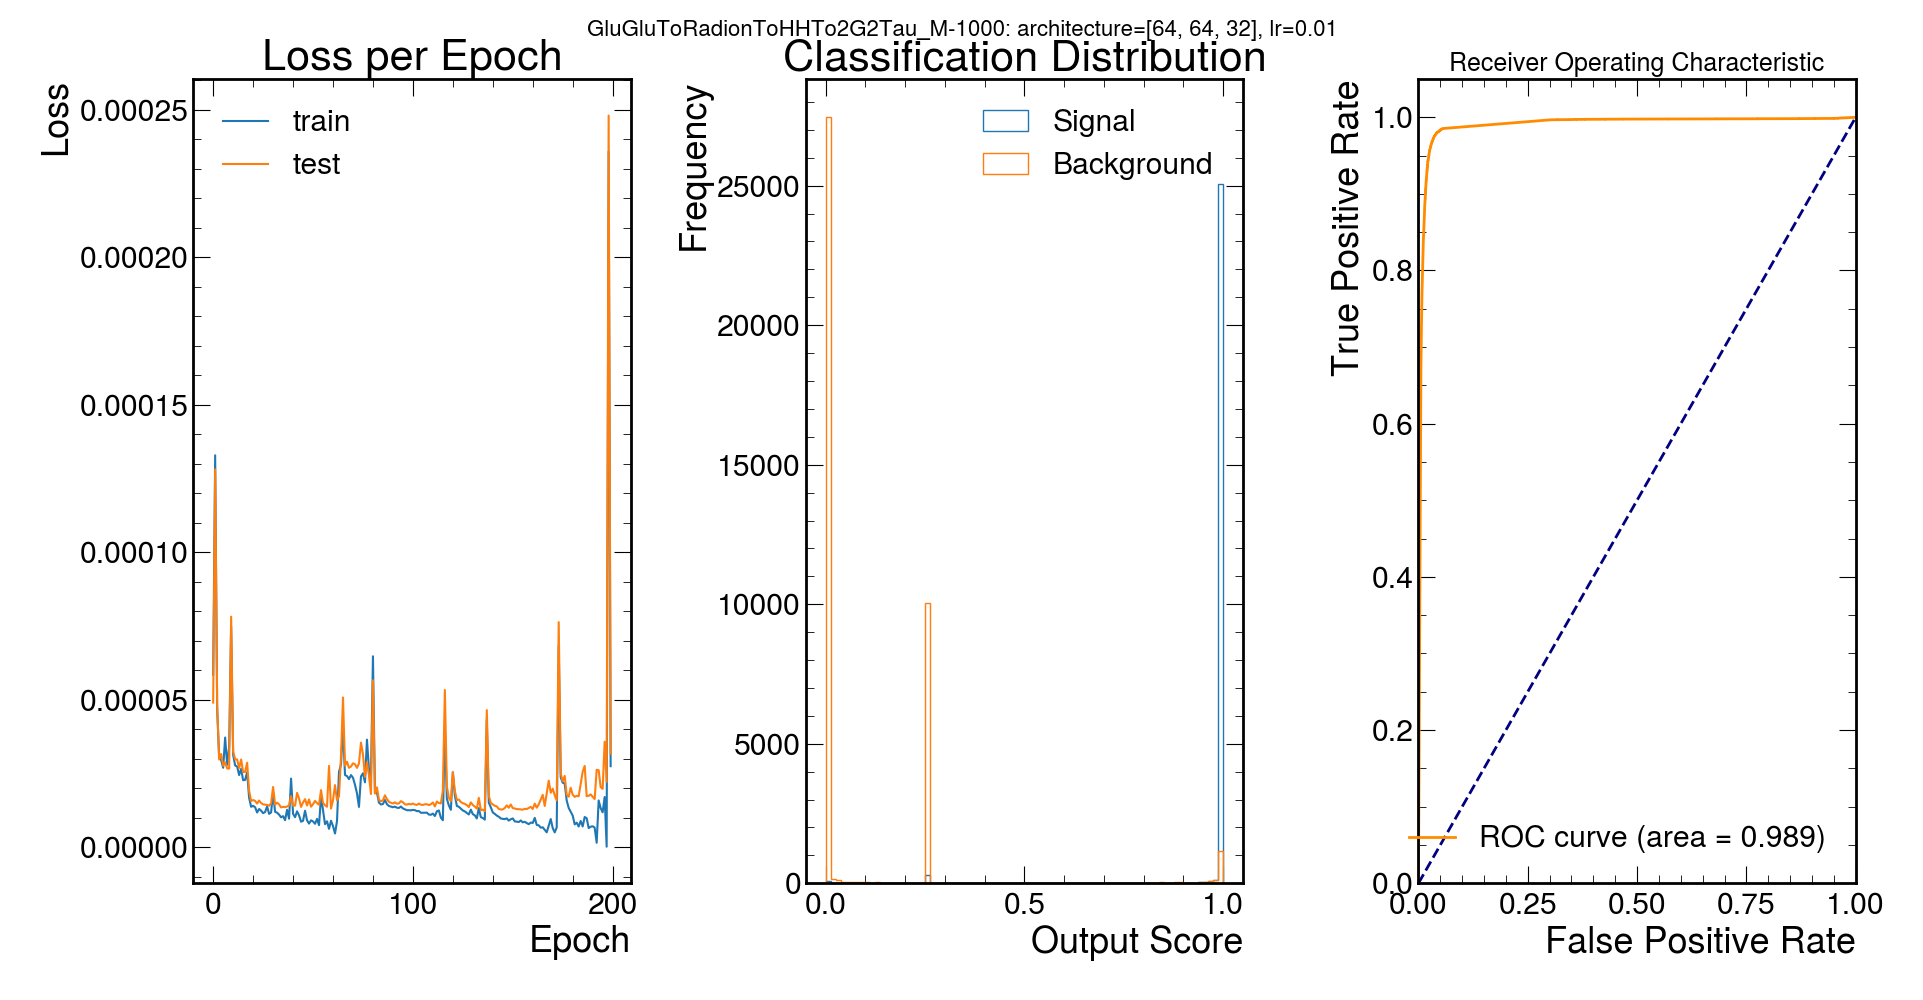 GluGluToRadionToHHTo2G2Tau_M-1000: architecture=[64, 64, 32], lr=0.01
Loss per Epoch
Loss
0.00025
0.00020
0.00015
0.00010
0.00005
0.00000
train
test
0
100
200
Epoch
Classification Distribution
Frequency
25000
20000
15000
10000
5000
0
Signal
Background
0.0
0.5
1.0
Output Score
Receiver Operating Characteristic
True Positive Rate
1.0
0.8
0.6
0.4
0.2
0.0
ROC curve (area = 0.989)
0.00
0.25
0.50
0.75
1.00
False Positive Rate